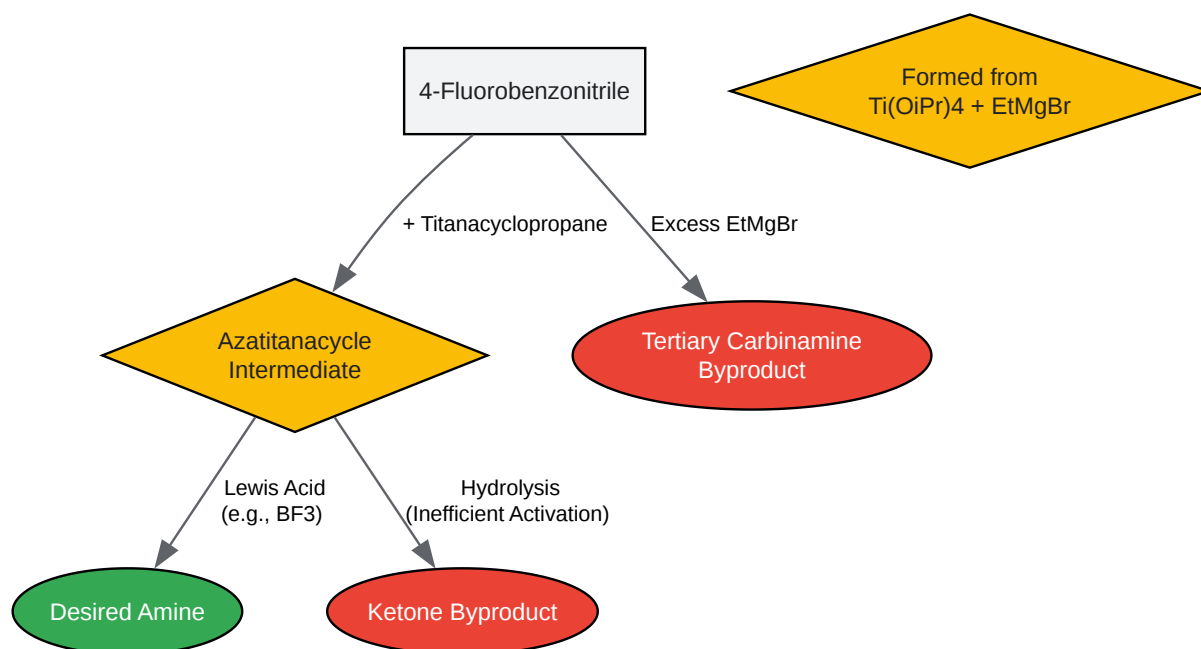 4-Fluorobenzonitrile
Formed from
Ti(OiPr)4 + EtMgBr
+ Titanacyclopropane
Excess EtMgBr
Azatitanacycle
Intermediate
Tertiary Carbinamine
Byproduct
Lewis Acid
(e.g., BF3)
Hydrolysis
(Inefficient Activation)
Desired Amine
Ketone Byproduct